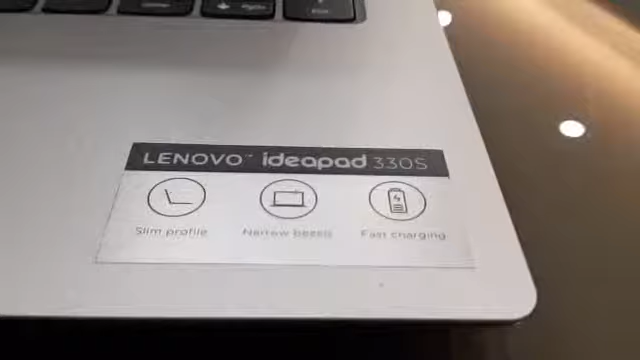 LENOVO™ ideapad 330S
Slim profile
Narrow bezels
Fast charging